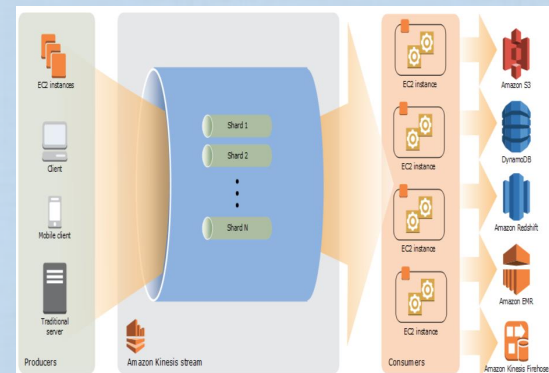 EC2 instances
Client
Mobile client
Traditional
server
Producers
Shard 1
Shard 2
Shard N
Amazon Kinesis stream
EC2 instance
EC2 instance
EC2 instance
EC2 instance
Consumers
Amazon S3
DynamoDB
Amazon Redshift
Amazon EMR
Amazon Kinesis Firehose